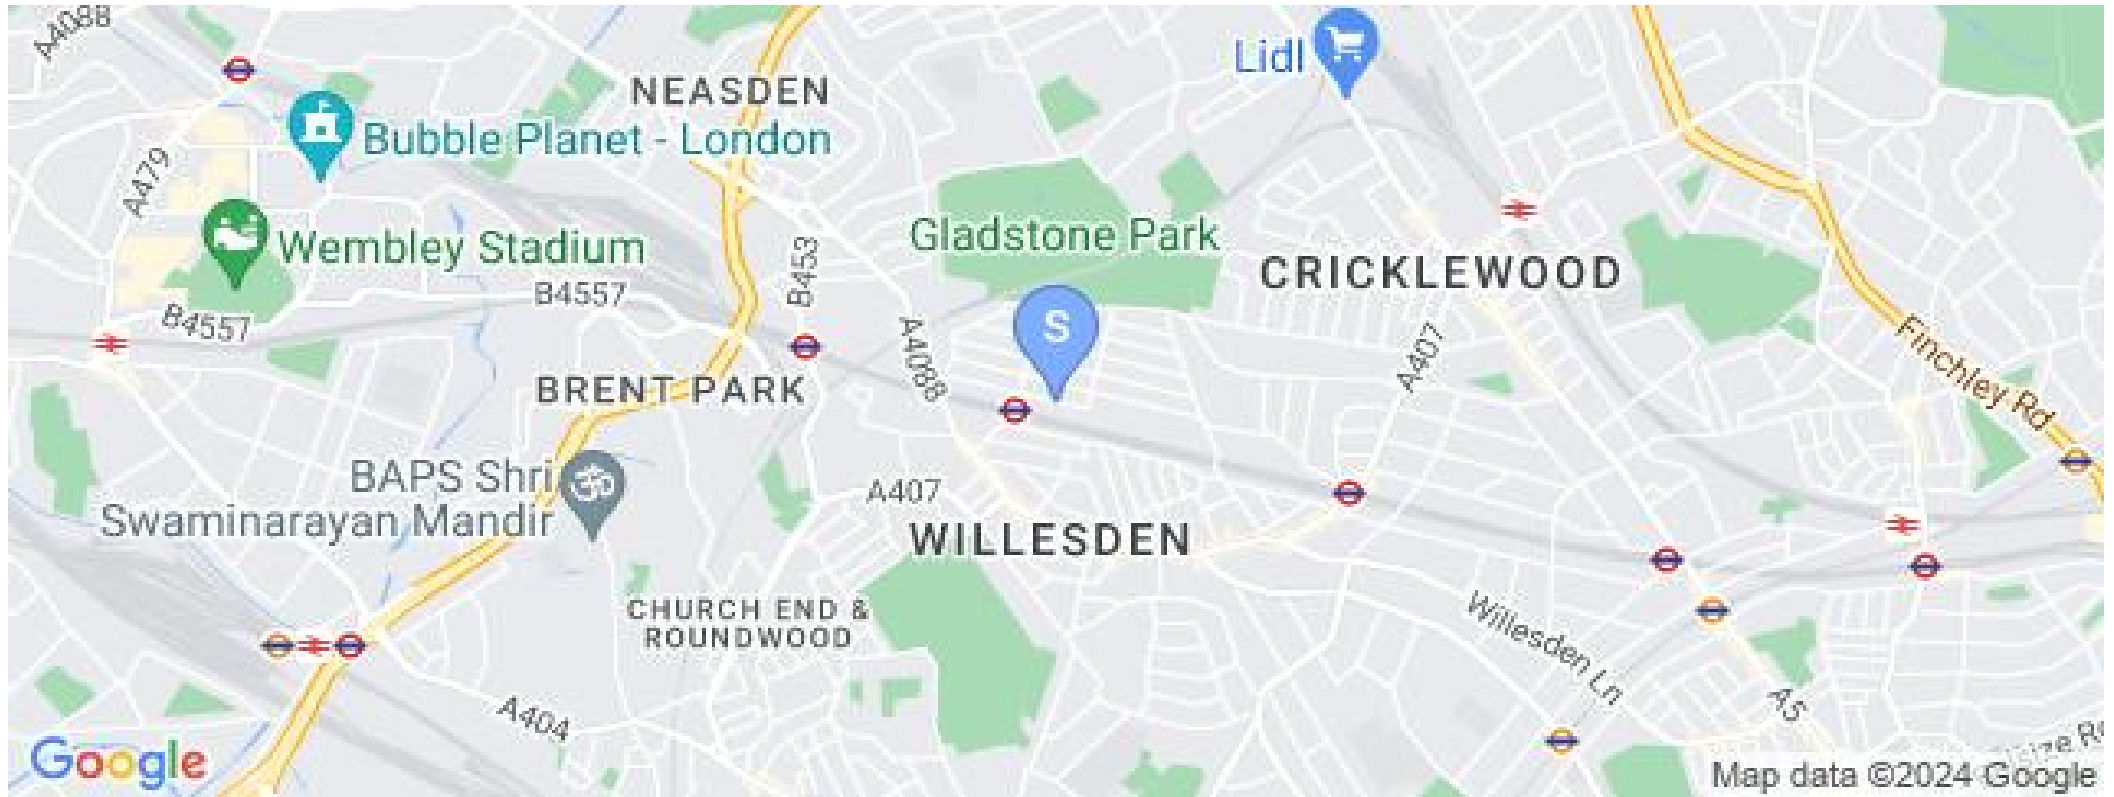 A4088
Lidl
NEASDEN
Bubble Planet - London
A479
Gladstone Park
Wembley Stadium
B453
CRICKLEWOOD
B4557
B4557
S
A4088
A407
Finchley Rd
BRENT PARK
BAPS Shri
Swaminarayan Mandir
A407
WILLESDEN
CHURCH END &
ROUNDWOOD
Willesden Ln
A404
A5
Google
Map data ©2024 Google